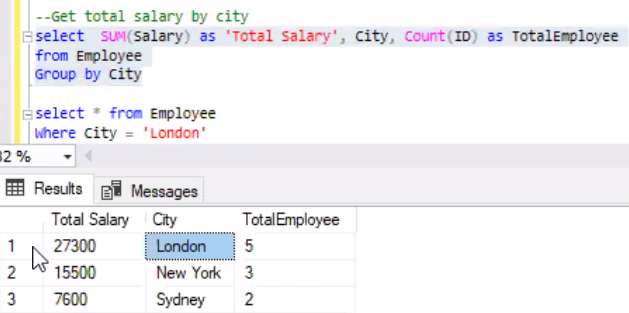 --Get total salary by city
select  SUM(Salary) as 'Total Salary', City, Count(ID) as TotalEmployee
from Employee
Group by City
select * from Employee
Where City = 'London'
32 %
Results Messages
Total Salary City TotalEmployee
1 27300 London 5
2 15500 New York 3
3 7600 Sydney 2